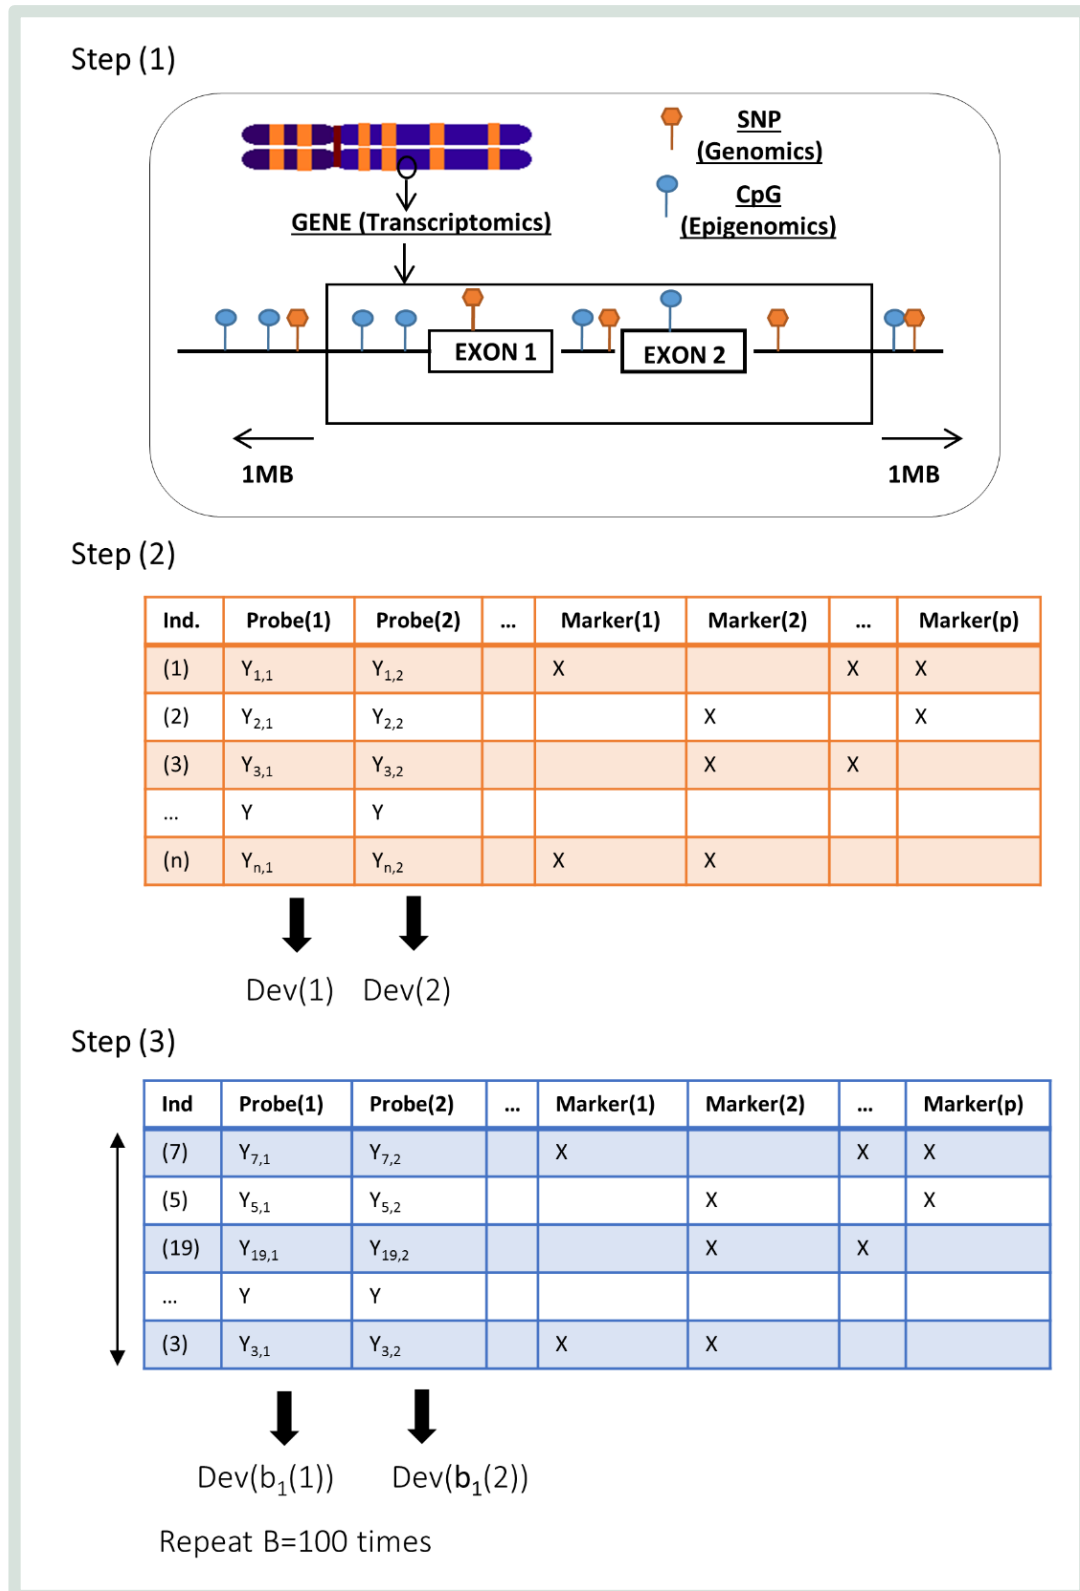 Step (1)
SNP
(Genomics)
CpG
(Epigenomics)
GENE (Transcriptomics)
EXON 1
EXON 2
1MB 1MB
Step (2)
Ind. Probe(1) Probe(2) ... Marker(1) Marker(2) ... Marker(p)
(1) Y1,1 Y1,2 X X X
(2) Y2,1 Y2,2 X X
(3) Y3,1 Y3,2 X X
... Y Y
(n) Yn,1 Yn,2 X X
Dev(1) Dev(2)
Step (3)
Ind Probe(1) Probe(2) ... Marker(1) Marker(2) ... Marker(p)
(7) Y7,1 Y7,2 X X X
(5) Y5,1 Y5,2 X X
(19) Y19,1 Y19,2 X X
... Y Y
(3) Y3,1 Y3,2 X X
Dev(b1(1)) Dev(b1(2))
Repeat B=100 times